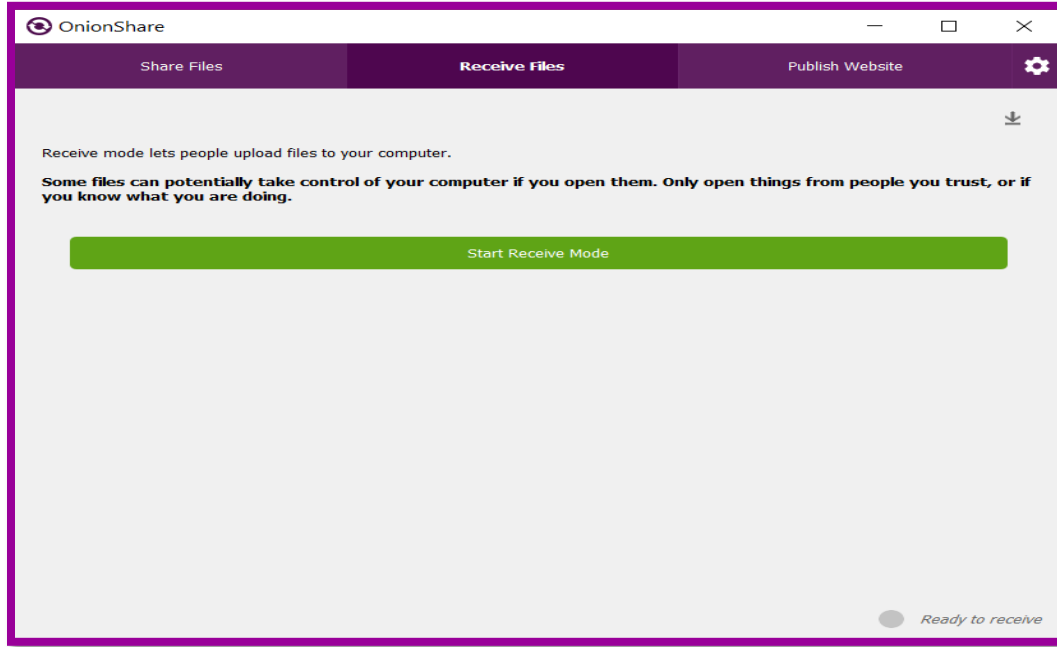 OnionShare
Share Files
Receive Files
Publish Website
Receive mode lets people upload files to your computer.
Some files can potentially take control of your computer if you open them. Only open things from people you trust, or if
you know what you are doing.
Start Receive Mode
Ready to receive